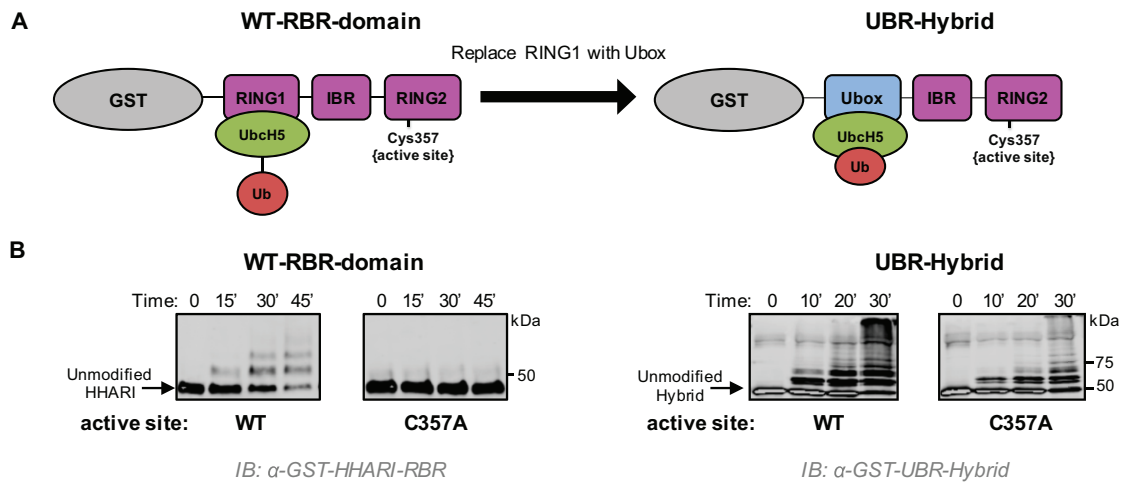 A
WT-RBR-domain
UBR-Hybrid
Replace RING1 with Ubox
GST
RING1
IBR
RING2
UbcH5
Cys357
{active site}
Ub
GST
Ubox
IBR
RING2
UbcH5
Cys357
{active site}
Ub
B
WT-RBR-domain
UBR-Hybrid
Time: 0 15' 30' 45' 0 15' 30' 45'
kDa
50
Unmodified
HHARI
active site: WT C357A
IB: α-GST-HHARI-RBR
Time: 0 10' 20' 30' 0 10' 20' 30'
kDa
75
50
Unmodified
Hybrid
active site: WT C357A
IB: α-GST-UBR-Hybrid